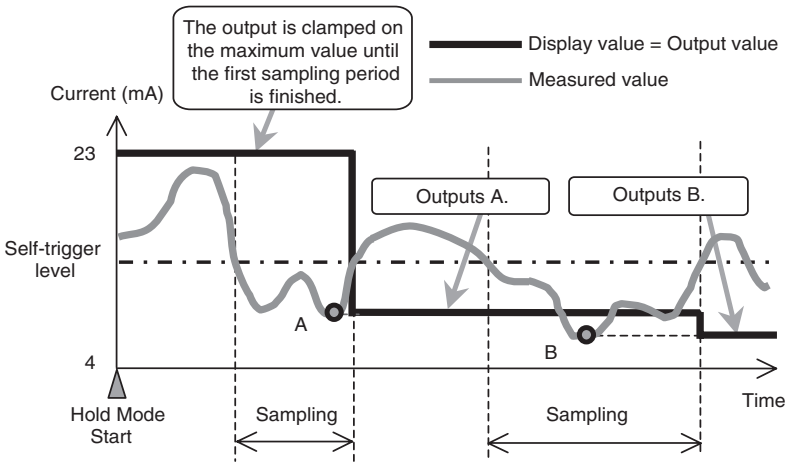 The output is clamped on
the maximum value until
the first sampling period
is finished.
Display value = Output value
Measured value
Current (mA)
23
Outputs A.
Outputs B.
Self-trigger
level
A
B
4
Hold Mode
Start
Sampling
Sampling
Time